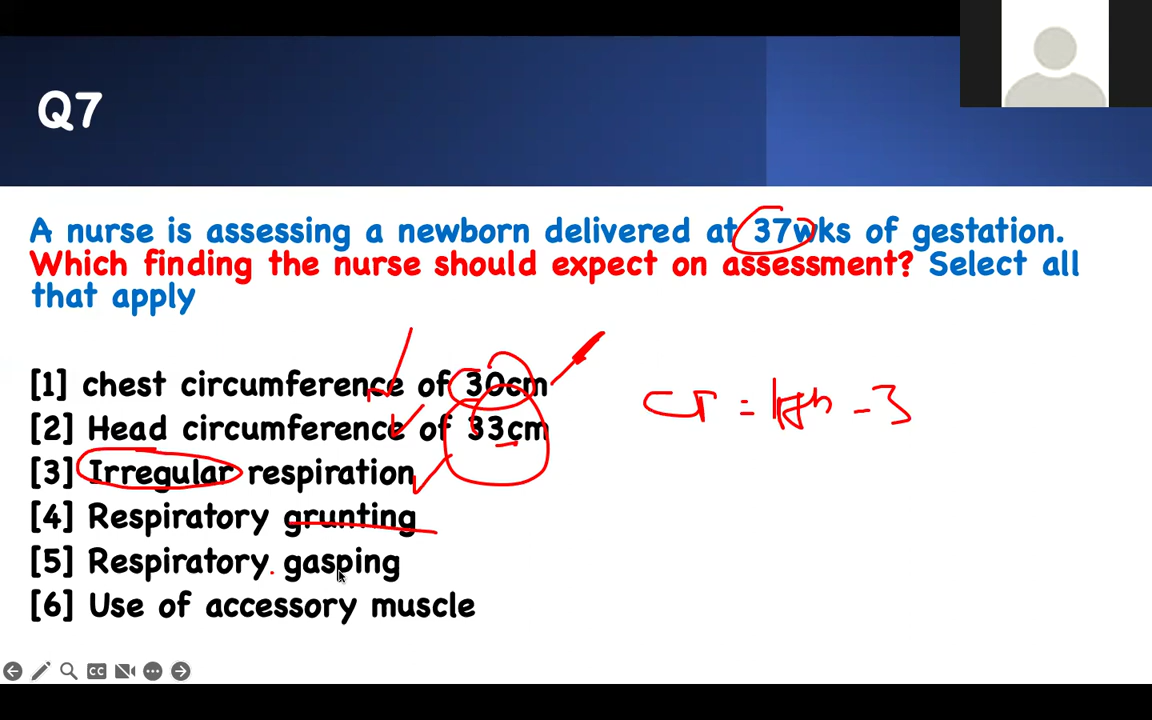 Q7
A nurse is assessing a newborn delivered at 37wks of gestation.
Which finding the nurse should expect on assessment? Select all
that apply
[1] chest circumference of 30cm
[2] Head circumference of 33cm
[3] Irregular respiration
[4] Respiratory grunting
[5] Respiratory gasping
[6] Use of accessory muscle
= - 3
CC